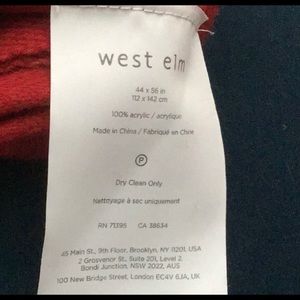 west elm
44 x 56 in
112 x 142 cm
100% acrylic / acrylique
Made in China / Fabriqué en Chine
P
Dry Clean Only
Nettoyage à sec uniquement
RN 71395 CA 38634
45 Main St., 9th Floor, Brooklyn, NY 11201, USA
2 Grosvenor St., Suite 201, Level 2,
Bondi Junction, NSW 2022, AUS
100 New Bridge Street, London EC4V 6JA, UK